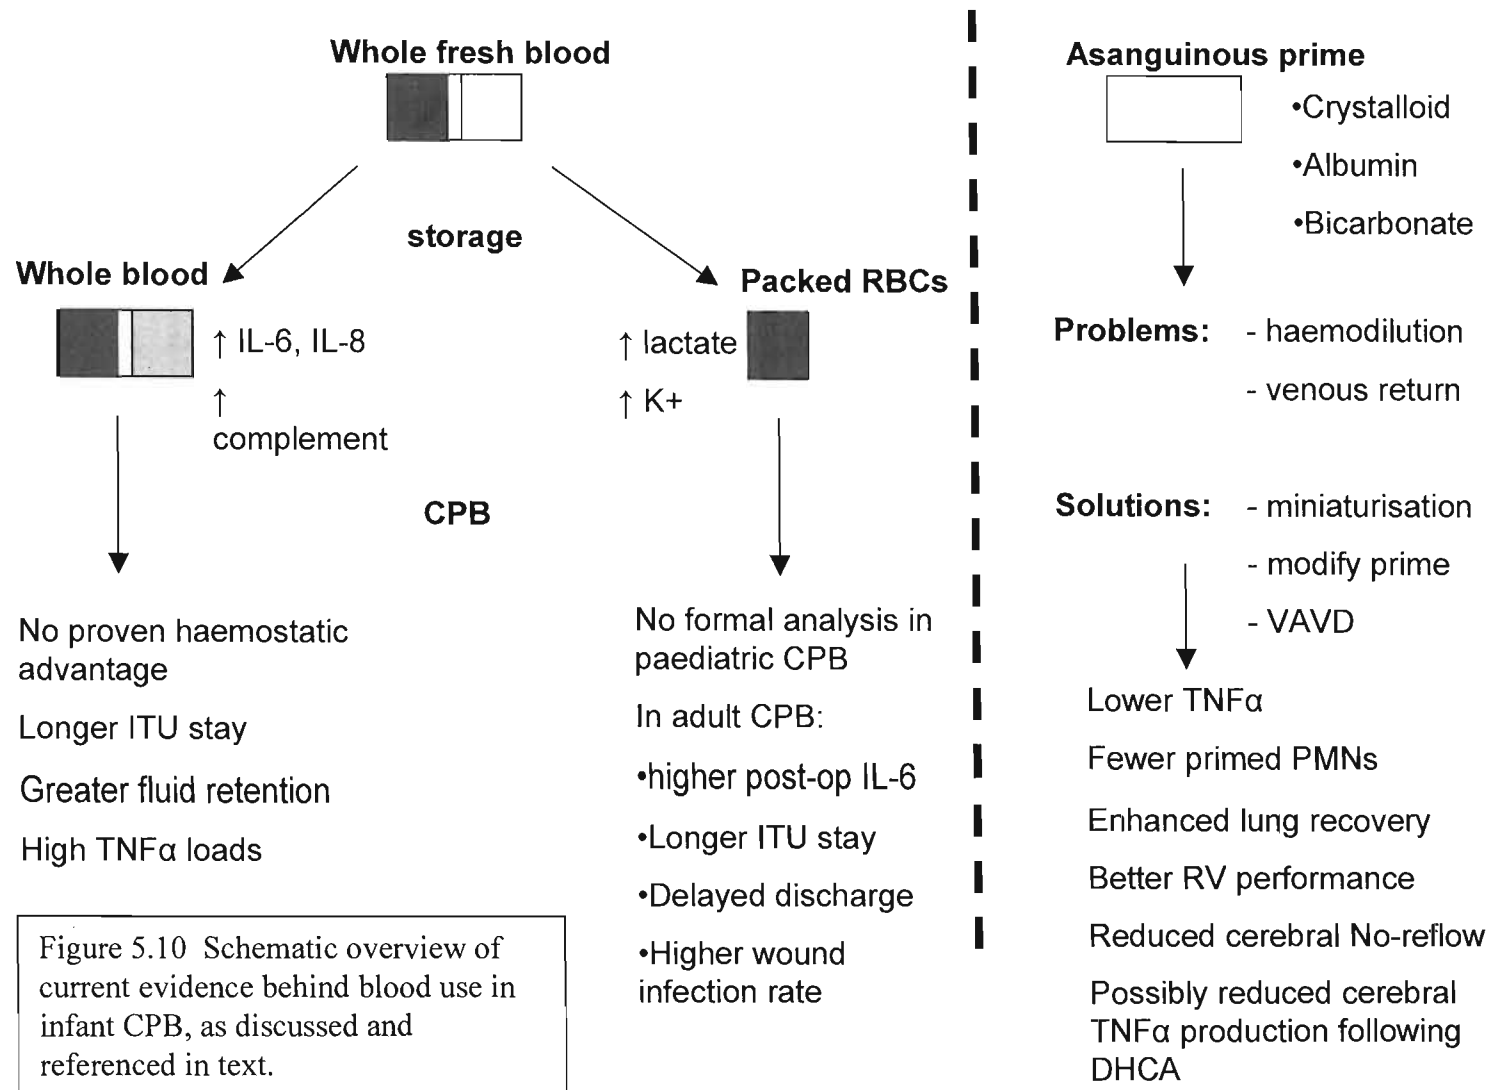 Whole fresh blood
storage
Whole blood
↑ IL-6, IL-8
↑
complement
Packed RBCs
↑ lactate
↑ K+
CPB
No proven haemostatic
advantage
Longer ITU stay
Greater fluid retention
High TNFα loads
No formal analysis in
paediatric CPB
In adult CPB:
•higher post-op IL-6
•Longer ITU stay
•Delayed discharge
•Higher wound
infection rate
Asanguinous prime
•Crystalloid
•Albumin
•Bicarbonate
Problems: - haemodilution
- venous return
Solutions: - miniaturisation
- modify prime
- VAVD
Lower TNFα
Fewer primed PMNs
Enhanced lung recovery
Better RV performance
Reduced cerebral No-reflow
Possibly reduced cerebral
TNFα production following
DHCA
Figure 5.10 Schematic overview of
current evidence behind blood use in
infant CPB, as discussed and
referenced in text.